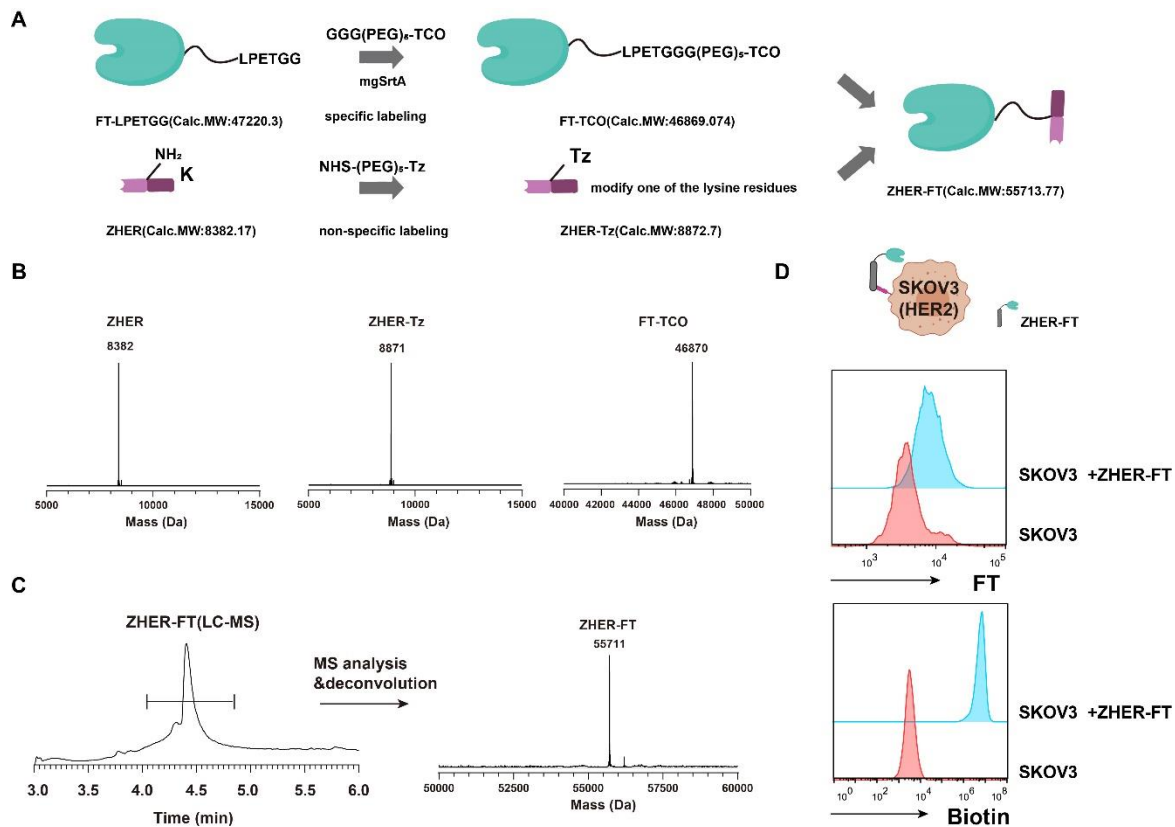 A
GGG(PEG)₅-TCO
LPETGG
mgSrtA
LPETGGG(PEG)₅-TCO
FT-LPETGG(Calc.MW:47220.3)
specific labeling
FT-TCO(Calc.MW:46869.074)
NH₂
K
NHS-(PEG)₅-Tz
Tz
modify one of the lysine residues
ZHER-FT(Calc.MW:55713.77)
ZHER(Calc.MW:8382.17)
non-specific labeling
ZHER-Tz(Calc.MW:8872.7)
B
ZHER
8382
5000 10000 15000
Mass (Da)
ZHER-Tz
8871
5000 10000 15000
Mass (Da)
FT-TCO
46870
40000 42000 44000 46000 48000 50000
Mass (Da)
C
ZHER-FT(LC-MS)
3.0 3.5 4.0 4.5 5.0 5.5 6.0
Time (min)
MS analysis
&deconvolution
ZHER-FT
55711
50000 52500 55000 57500 60000
Mass (Da)
D
SKOV3
(HER2)
ZHER-FT
SKOV3 +ZHER-FT
SKOV3
10³ 10⁴ 10⁵
FT
SKOV3 +ZHER-FT
SKOV3
10⁰ 10² 10⁴ 10⁶ 10⁸
Biotin